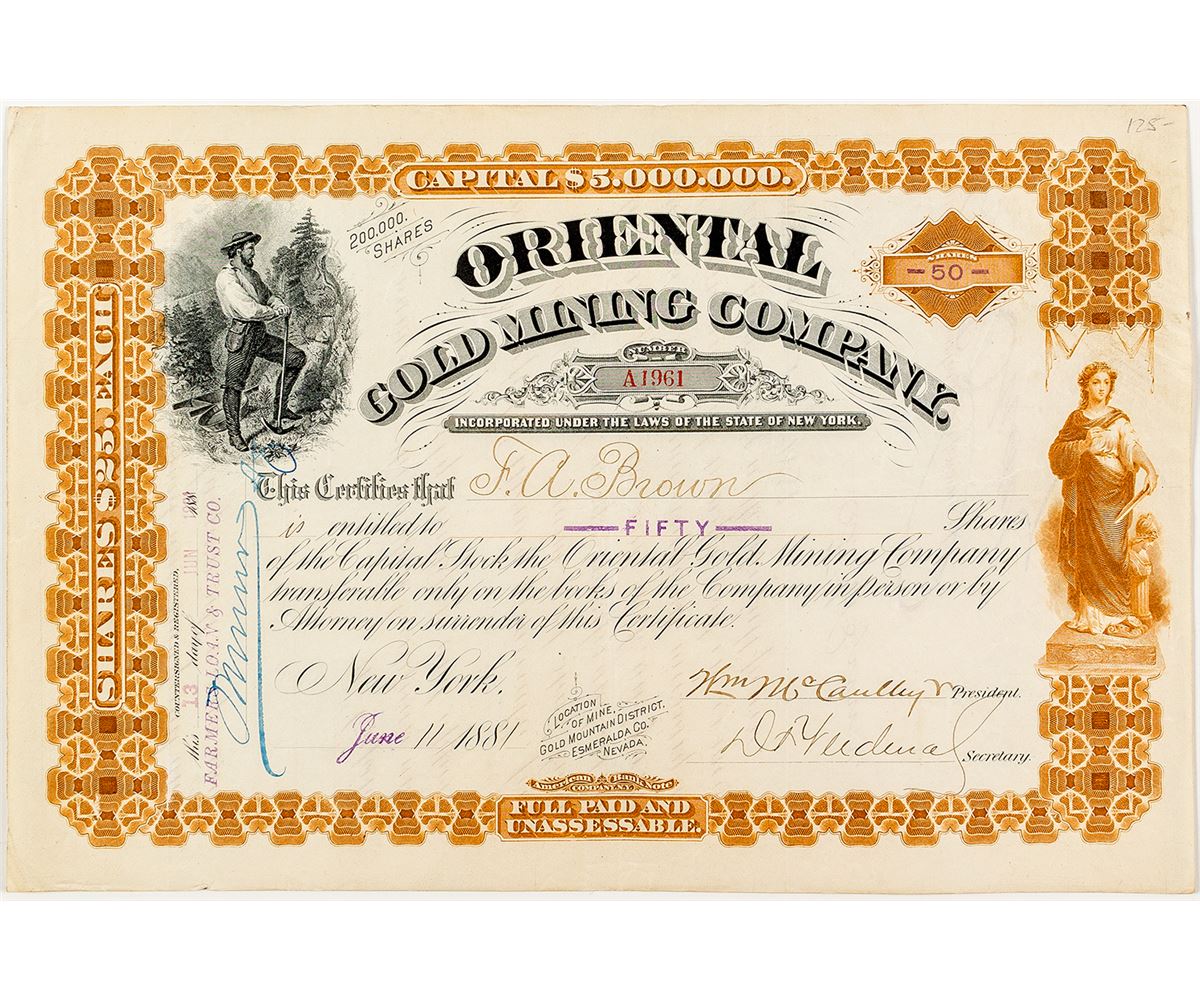 125-
CAPITAL $5.000.000.
200,000.
SHARES
ORIENTAL
GOLD MINING COMPANY.
SHARES
— 50 —
NUMBER
A1961
INCORPORATED UNDER THE LAWS OF THE STATE OF NEW YORK.
SHARES $25. EACH
This Certifies that F. A. Brown
is entitled to FIFTY Shares
of the Capital Stock the Oriental Gold Mining Company
transferable only on the books of the Company in person or by
Attorney on surrender of this Certificate.
New York.
June 11 1881
COUNTERSIGNED & REGISTERED,
this 13 day of JUN 188
FARMERS LOAN & TRUST CO.
LOCATION
OF MINE,
GOLD MOUNTAIN DISTRICT,
ESMERALDA CO.
NEVADA.
Wm McCaulley President.
Secretary.
American Bank Note
COMPANY N.Y.
FULL PAID AND
UNASSESSABLE.